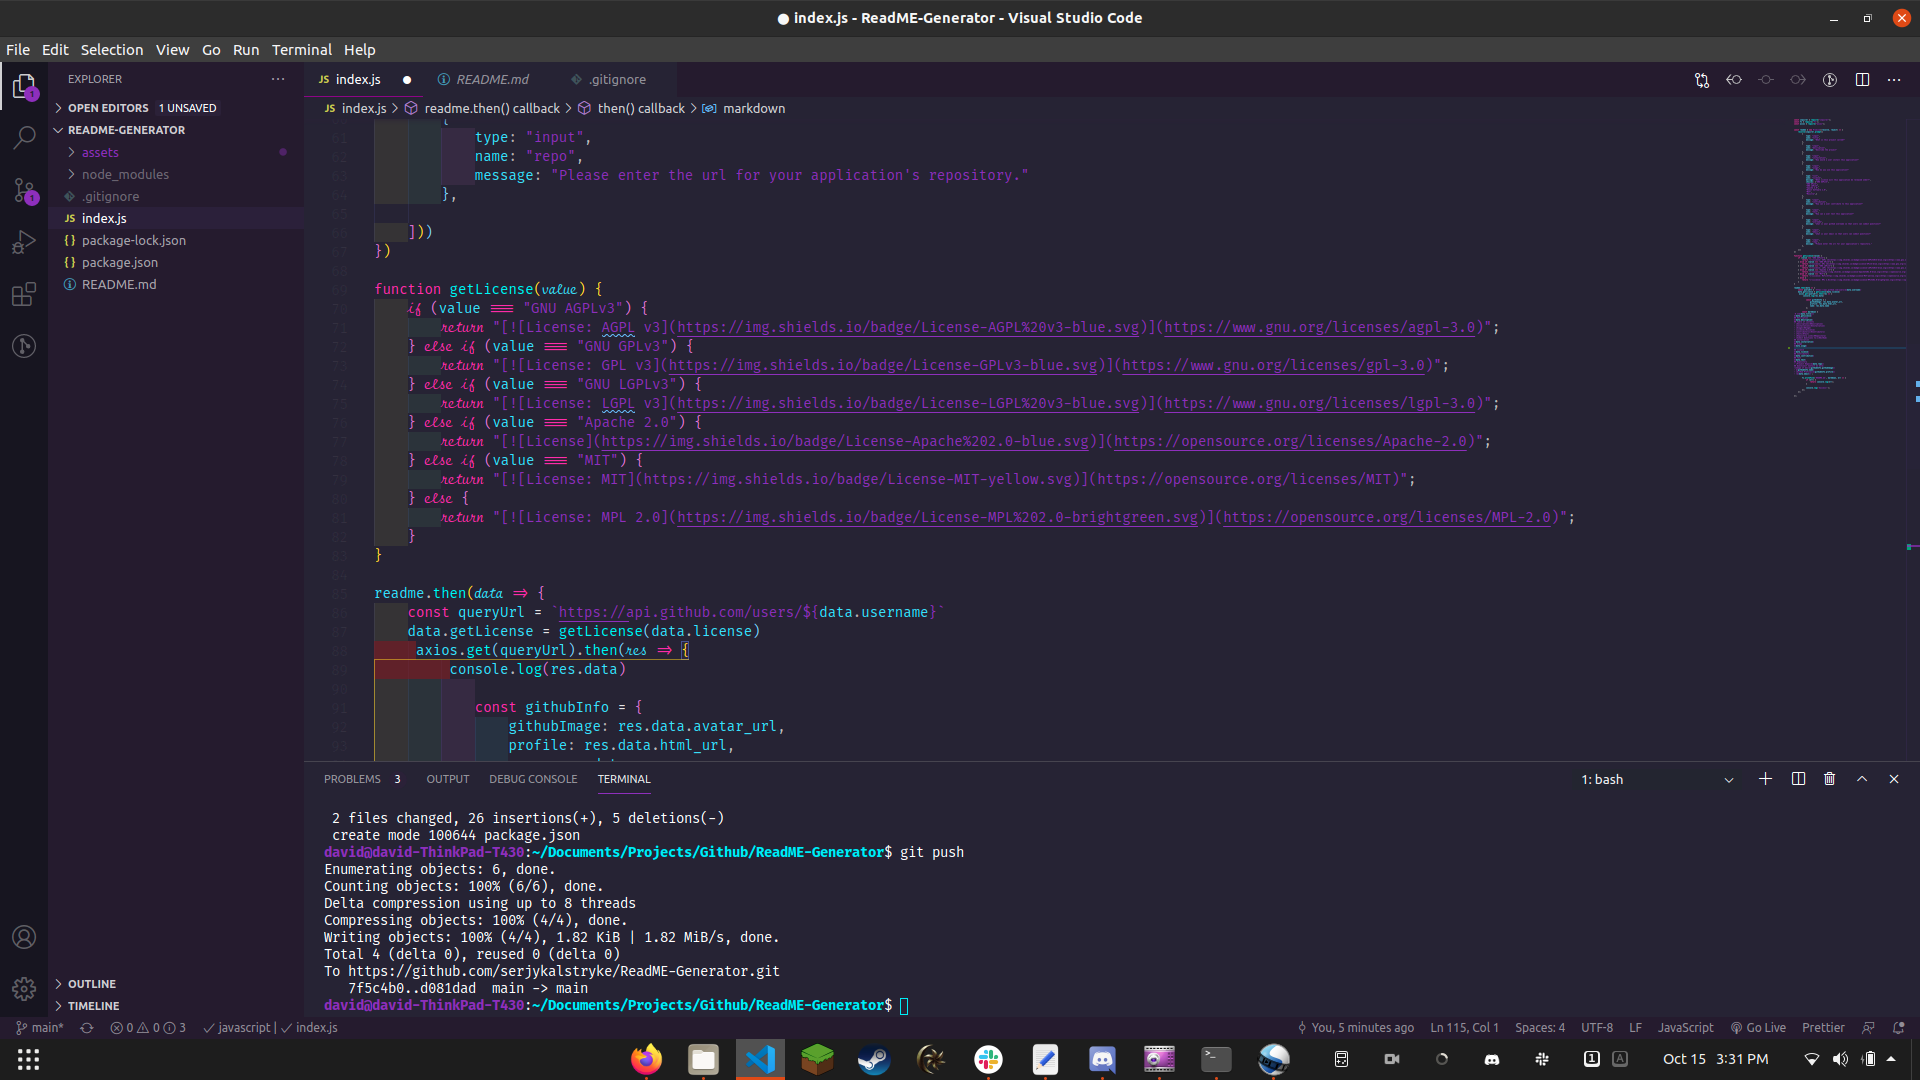 ● index.js - ReadME-Generator - Visual Studio Code
File Edit Selection View Go Run Terminal Help
EXPLORER
OPEN EDITORS 1 UNSAVED
README-GENERATOR
assets
node_modules
.gitignore
JS index.js
{} package-lock.json
{} package.json
README.md
OUTLINE
TIMELINE
JS index.js ● README.md .gitignore
JS index.js > readme.then() callback > then() callback > markdown
type: "input",
name: "repo",
message: "Please enter the url for your application's repository."
},
]))
})
function getLicense(value) {
if (value === "GNU AGPLv3") {
return "[![License: AGPL v3](https://img.shields.io/badge/License-AGPL%20v3-blue.svg)](https://www.gnu.org/licenses/agpl-3.0)";
} else if (value === "GNU GPLv3") {
return "[![License: GPL v3](https://img.shields.io/badge/License-GPLv3-blue.svg)](https://www.gnu.org/licenses/gpl-3.0)";
} else if (value === "GNU LGPLv3") {
return "[![License: LGPL v3](https://img.shields.io/badge/License-LGPL%20v3-blue.svg)](https://www.gnu.org/licenses/lgpl-3.0)";
} else if (value === "Apache 2.0") {
return "[![License](https://img.shields.io/badge/License-Apache%202.0-blue.svg)](https://opensource.org/licenses/Apache-2.0)";
} else if (value === "MIT") {
return "[![License: MIT](https://img.shields.io/badge/License-MIT-yellow.svg)](https://opensource.org/licenses/MIT)";
} else {
return "[![License: MPL 2.0](https://img.shields.io/badge/License-MPL%202.0-brightgreen.svg)](https://opensource.org/licenses/MPL-2.0)";
}
}
readme.then(data => {
const queryUrl = `https://api.github.com/users/${data.username}`
data.getLicense = getLicense(data.license)
axios.get(queryUrl).then(res => {
console.log(res.data)
const githubInfo = {
githubImage: res.data.avatar_url,
profile: res.data.html_url,
PROBLEMS 3 OUTPUT DEBUG CONSOLE TERMINAL 1: bash
2 files changed, 26 insertions(+), 5 deletions(-)
create mode 100644 package.json
david@david-ThinkPad-T430:~/Documents/Projects/Github/ReadME-Generator$ git push
Enumerating objects: 6, done.
Counting objects: 100% (6/6), done.
Delta compression using up to 8 threads
Compressing objects: 100% (4/4), done.
Writing objects: 100% (4/4), 1.82 KiB | 1.82 MiB/s, done.
Total 4 (delta 0), reused 0 (delta 0)
To https://github.com/serjykalstryke/ReadME-Generator.git
7f5c4b0..d081dad main -> main
david@david-ThinkPad-T430:~/Documents/Projects/Github/ReadME-Generator$
main* 0 0 3 javascript | index.js You, 5 minutes ago Ln 115, Col 1 Spaces: 4 UTF-8 LF JavaScript Go Live Prettier
1 A Oct 15 3:31 PM